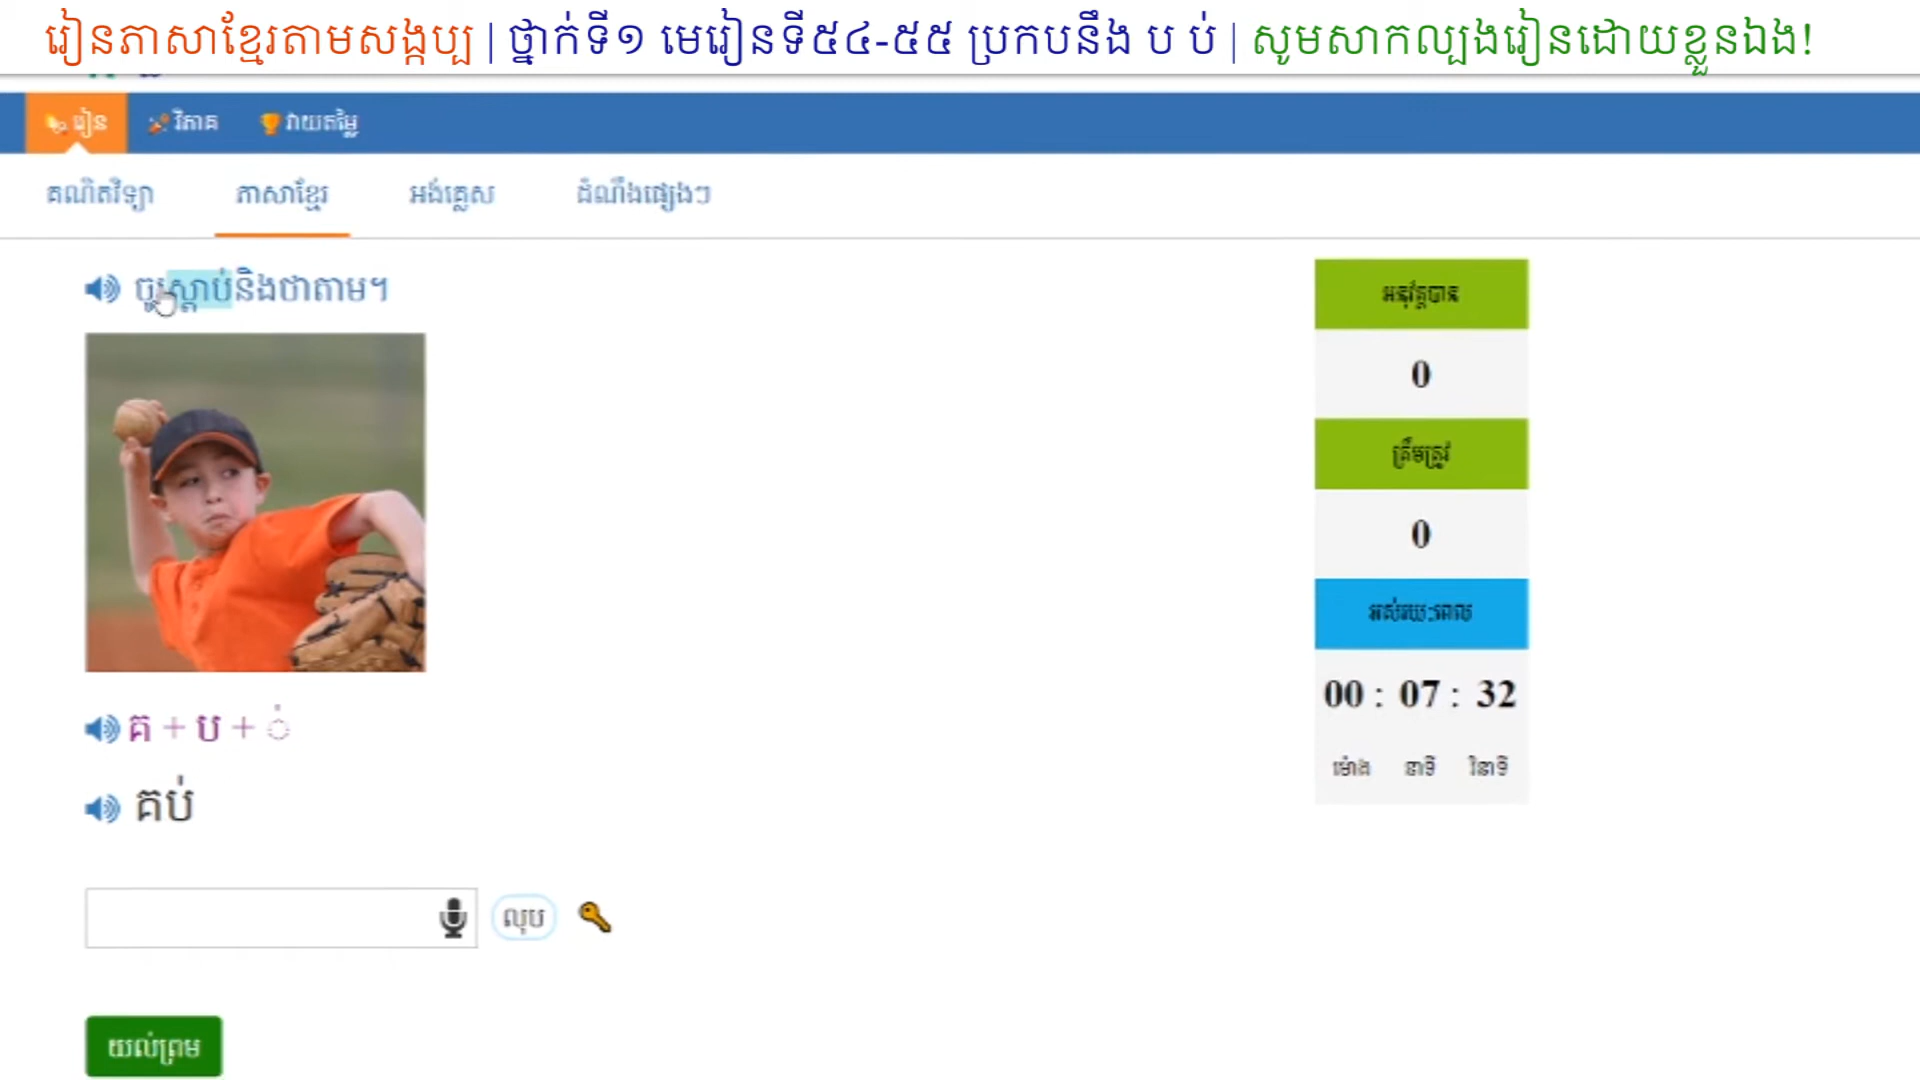 រៀនភាសាខ្មែរតាមសង្កប្ប | ថ្នាក់ទី១ មេរៀនទី៥៤-៥៥ ប្រកបនឹង ប ប់ | សូមសាកល្បងរៀនដោយខ្លួនឯង!
រៀន វិភាគ វាយតម្លៃ
គណិតវិទ្យា ភាសាខ្មែរ អង់គ្លេស ដំណឹងផ្សេងៗ
ចូរស្តាប់និងថាតាម។
អនុវត្តបាន
0
ត្រឹមត្រូវ
0
អស់រយៈពេល
00 : 07 : 32
ម៉ោង នាទី វិនាទី
គ + ប + ់
គប់
លុប
យល់ព្រម